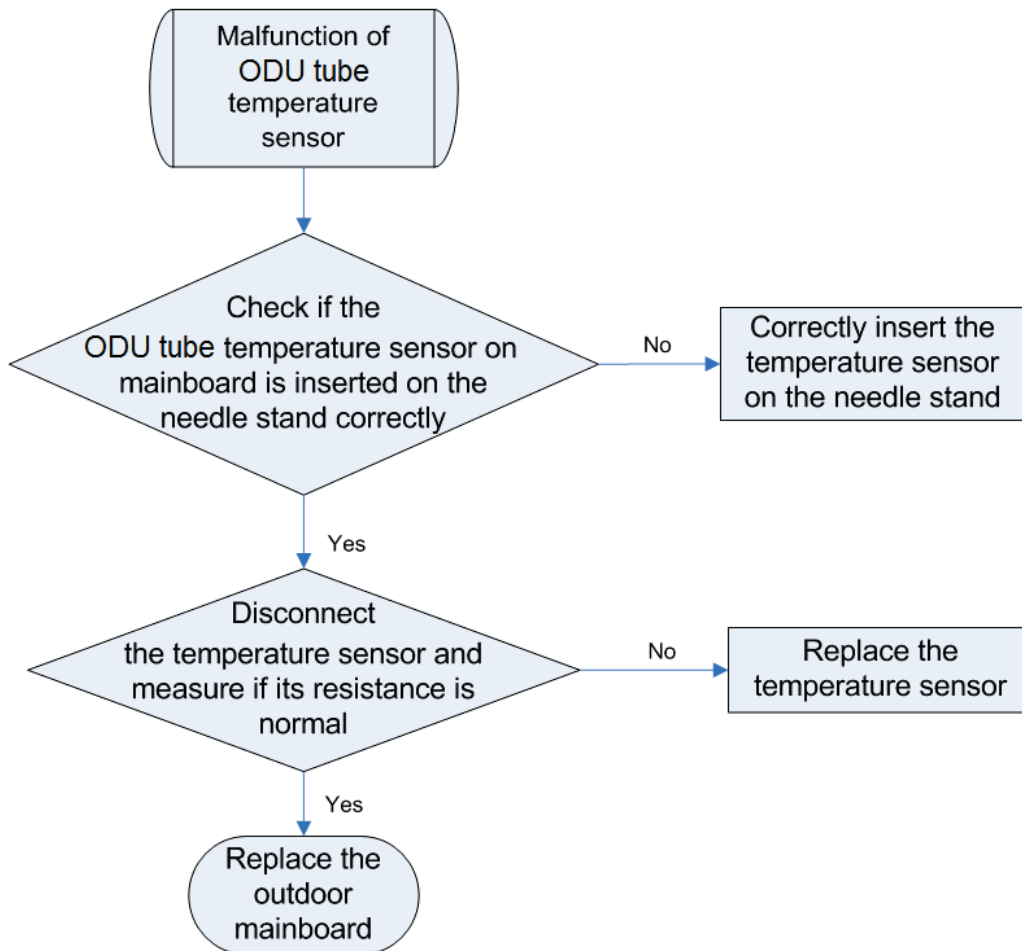 Malfunction of
ODU tube
temperature
sensor
Check if the
ODU tube temperature sensor on
mainboard is inserted on the
needle stand correctly
No
Correctly insert the
temperature sensor
on the needle stand
Yes
Disconnect
the temperature sensor and
measure if its resistance is
normal
No
Replace the
temperature sensor
Yes
Replace the
outdoor
mainboard